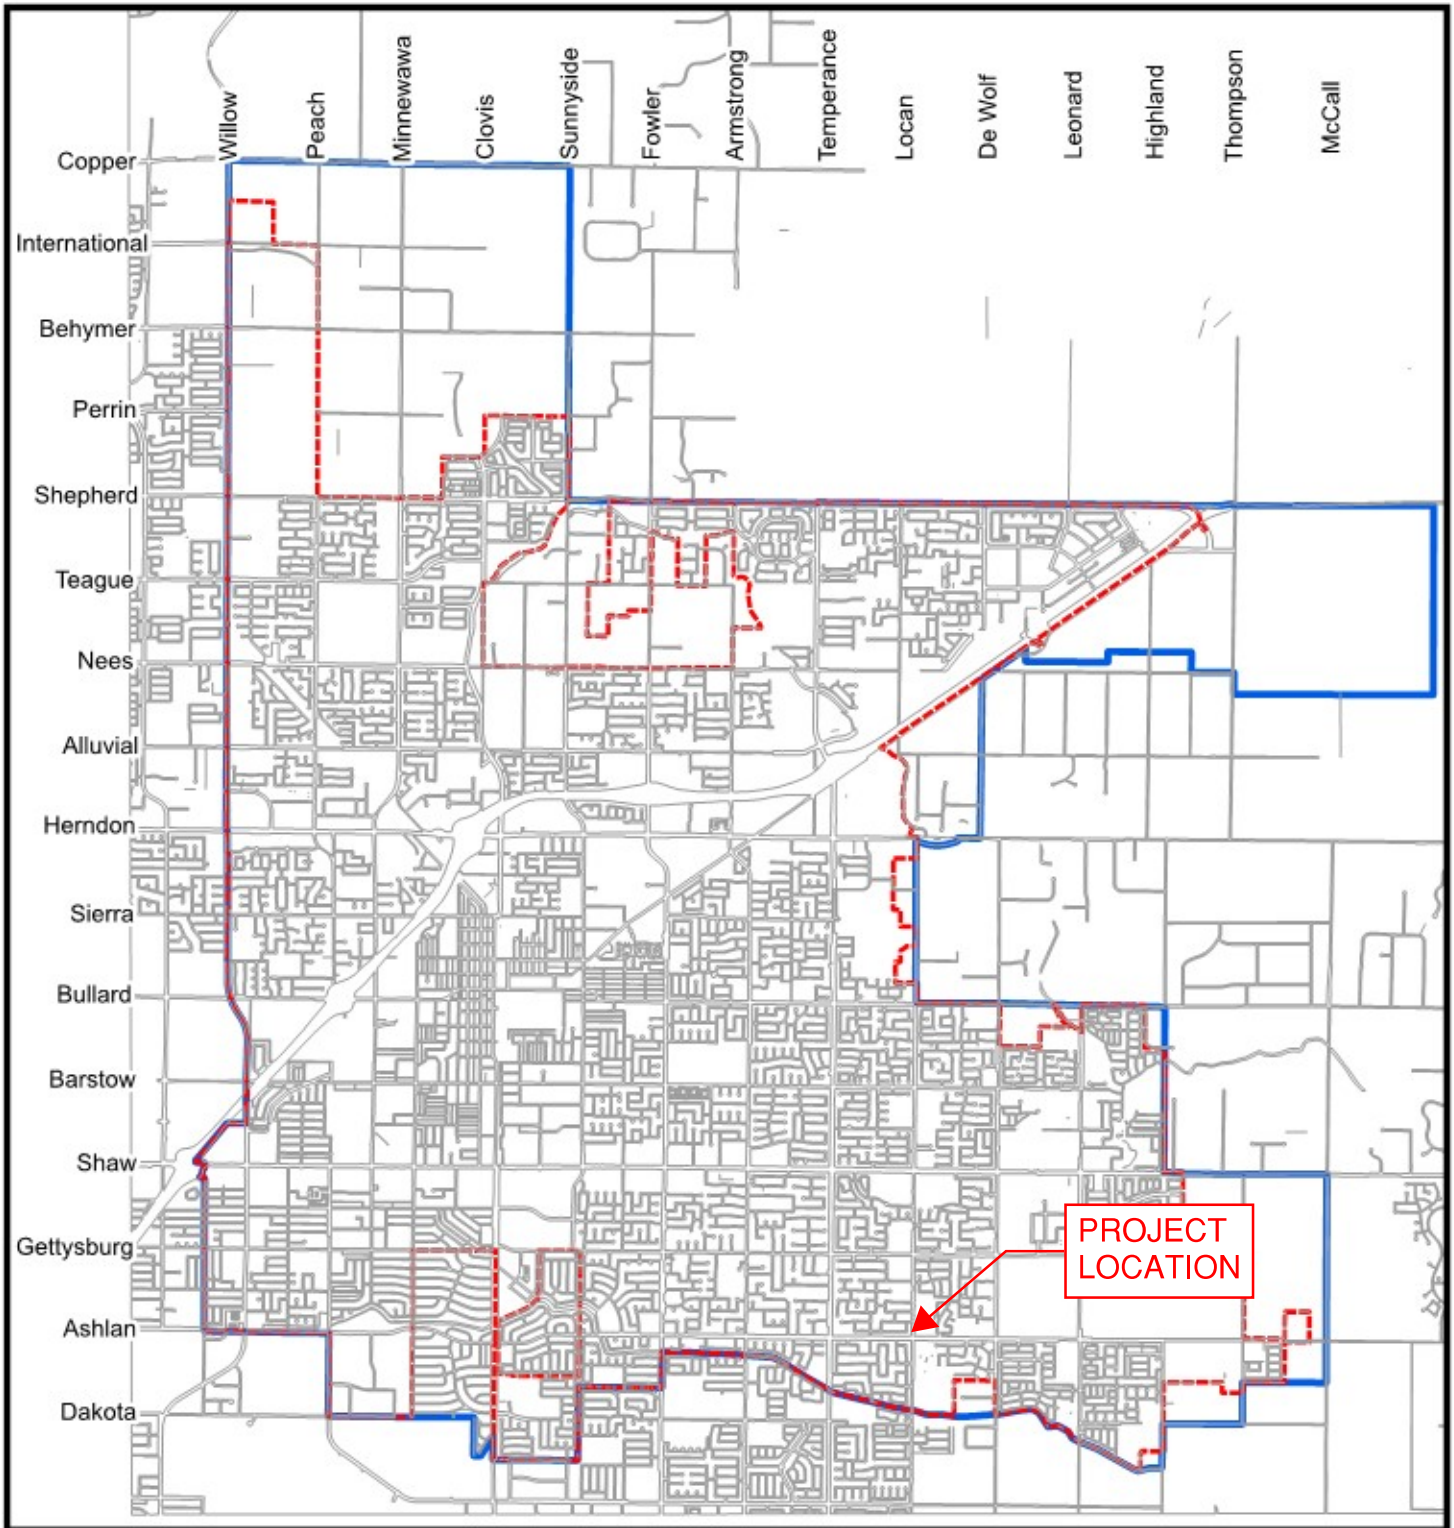 Willow
Peach
Minnewawa
Clovis
Sunnyside
Fowler
Armstrong
Temperance
Locan
De Wolf
Leonard
Highland
Thompson
McCall
Copper
International
Behymer
Perrin
Shepherd
Teague
Nees
Alluvial
Herndon
Sierra
Bullard
Barstow
Shaw
Gettysburg
Ashlan
Dakota
PROJECT
LOCATION